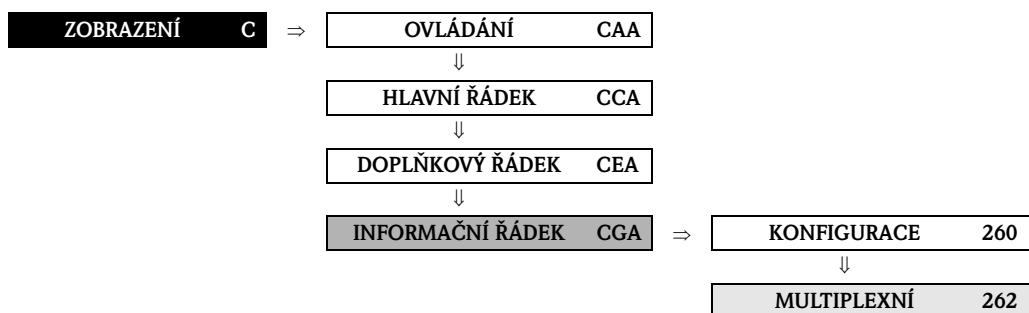 ZOBRAZENÍ C ⇒ OVLÁDÁNÍ CAA
⇓
HLAVNÍ ŘÁDEK CCA
⇓
DOPLŇKOVÝ ŘÁDEK CEA
⇓
INFORMAČNÍ ŘÁDEK CGA ⇒ KONFIGURACE 260
⇓
MULTIPLEXNÍ 262